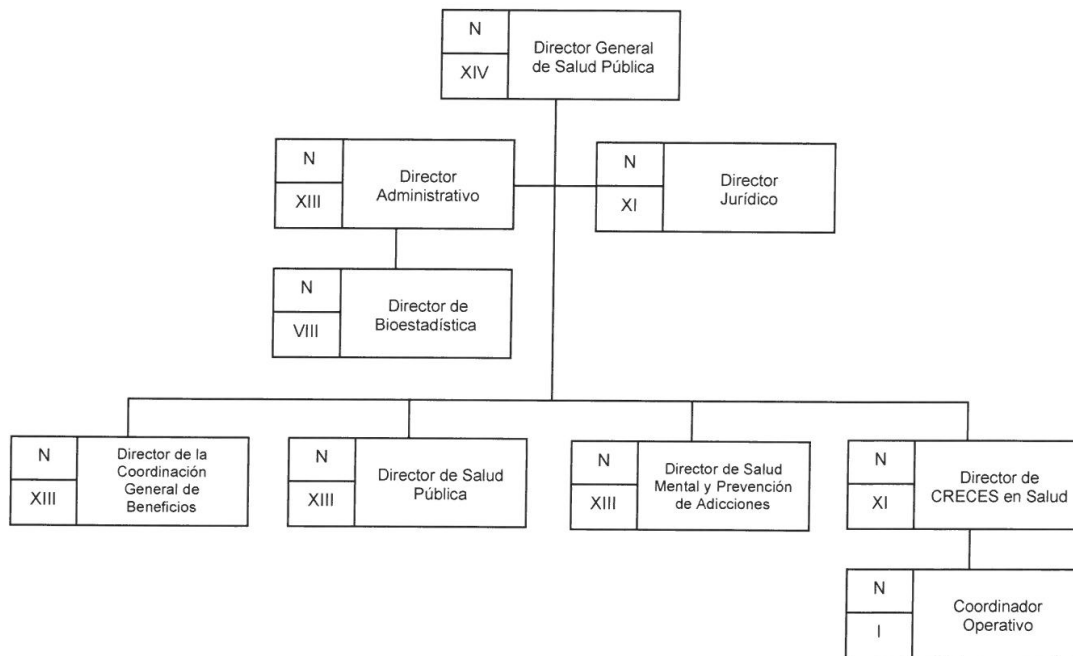 N
XIV
Director General
de Salud Pública
N
XIII
Director
Administrativo
N
XI
Director
Jurídico
N
VIII
Director de
Bioestadística
N
XIII
Director de la
Coordinación
General de
Beneficios
N
XIII
Director de Salud
Pública
N
XIII
Director de Salud
Mental y Prevención
de Adicciones
N
XI
Director de
CRECES en Salud
N
I
Coordinador
Operativo